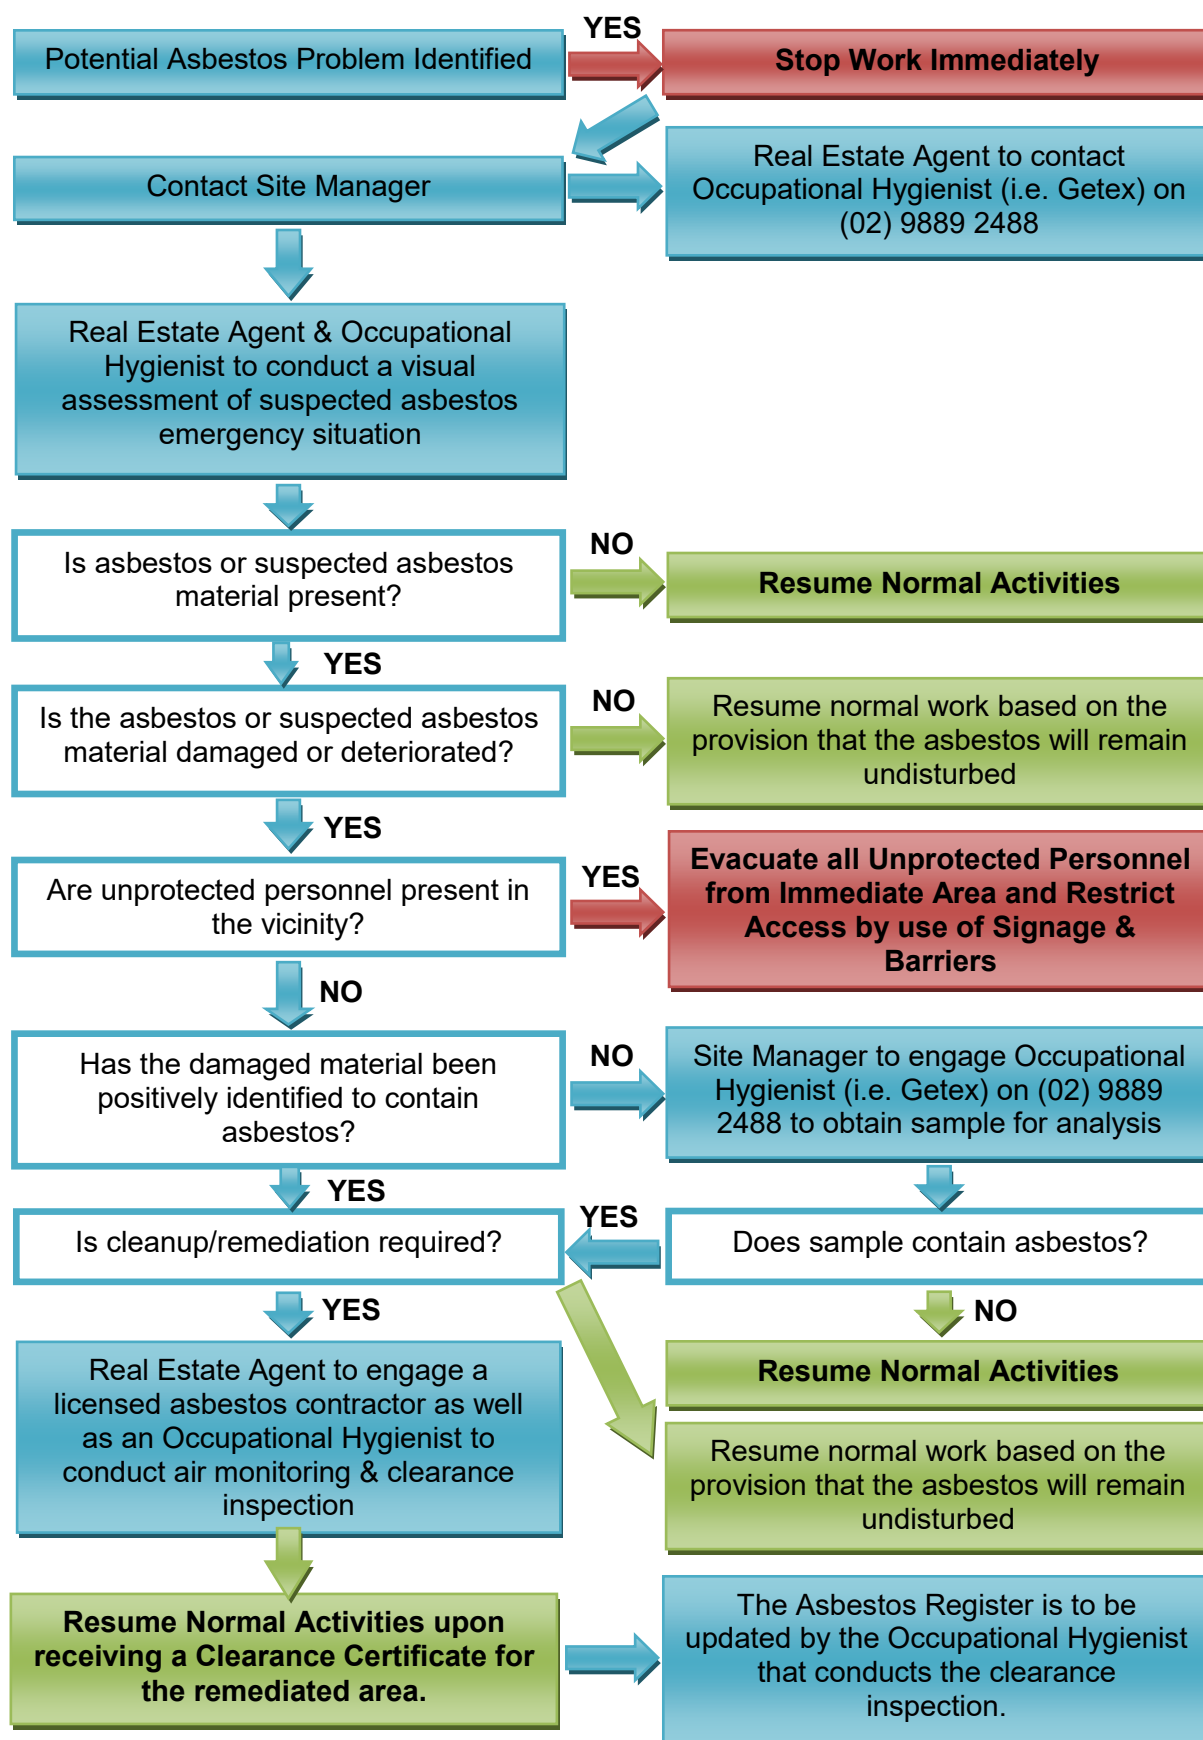 YES
Potential Asbestos Problem Identified
Stop Work Immediately
Contact Site Manager
Real Estate Agent to contact
Occupational Hygienist (i.e. Getex) on
(02) 9889 2488
Real Estate Agent & Occupational
Hygienist to conduct a visual
assessment of suspected asbestos
emergency situation
Is asbestos or suspected asbestos
material present?
NO
Resume Normal Activities
YES
Is the asbestos or suspected asbestos
material damaged or deteriorated?
NO
Resume normal work based on the
provision that the asbestos will remain
undisturbed
YES
Are unprotected personnel present in
the vicinity?
YES
Evacuate all Unprotected Personnel
from Immediate Area and Restrict
Access by use of Signage &
Barriers
NO
Has the damaged material been
positively identified to contain
asbestos?
NO
Site Manager to engage Occupational
Hygienist (i.e. Getex) on (02) 9889
2488 to obtain sample for analysis
YES
Is cleanup/remediation required?
YES
Does sample contain asbestos?
YES
NO
Real Estate Agent to engage a
licensed asbestos contractor as well
as an Occupational Hygienist to
conduct air monitoring & clearance
inspection
Resume Normal Activities
Resume normal work based on the
provision that the asbestos will remain
undisturbed
Resume Normal Activities upon
receiving a Clearance Certificate for
the remediated area.
The Asbestos Register is to be
updated by the Occupational Hygienist
that conducts the clearance
inspection.